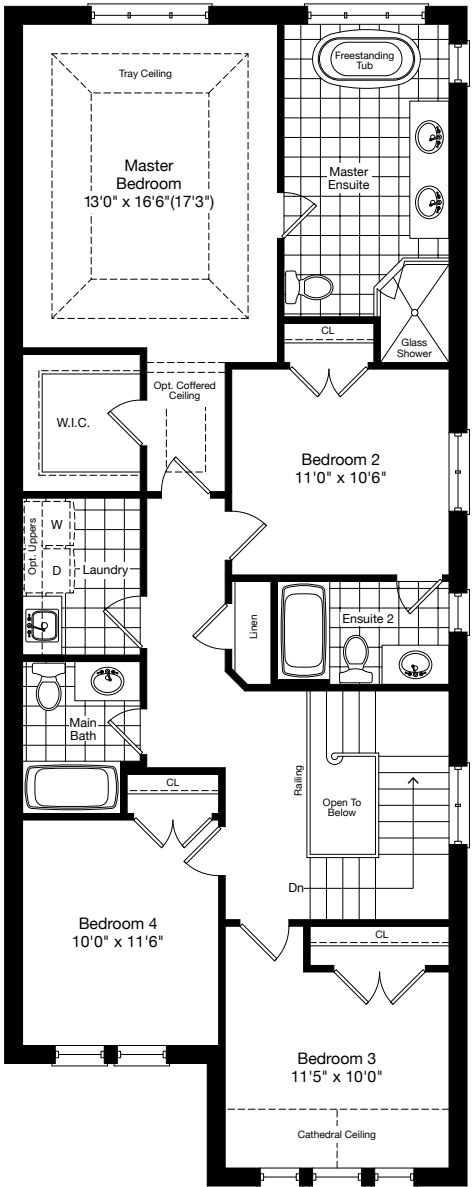 Tray Ceiling
Freestanding
Tub
Master
Bedroom
13'0" x 16'6"(17'3")
Master
Ensuite
CL
Glass
Shower
Opt. Coffered
Ceiling
W.I.C.
Bedroom 2
11'0" x 10'6"
Opt. Uppers
W
D
Laundry
Linen
Ensuite 2
Main
Bath
Railing
Open To
Below
CL
Dn
Bedroom 4
10'0" x 11'6"
CL
Bedroom 3
11'5" x 10'0"
Cathedral Ceiling